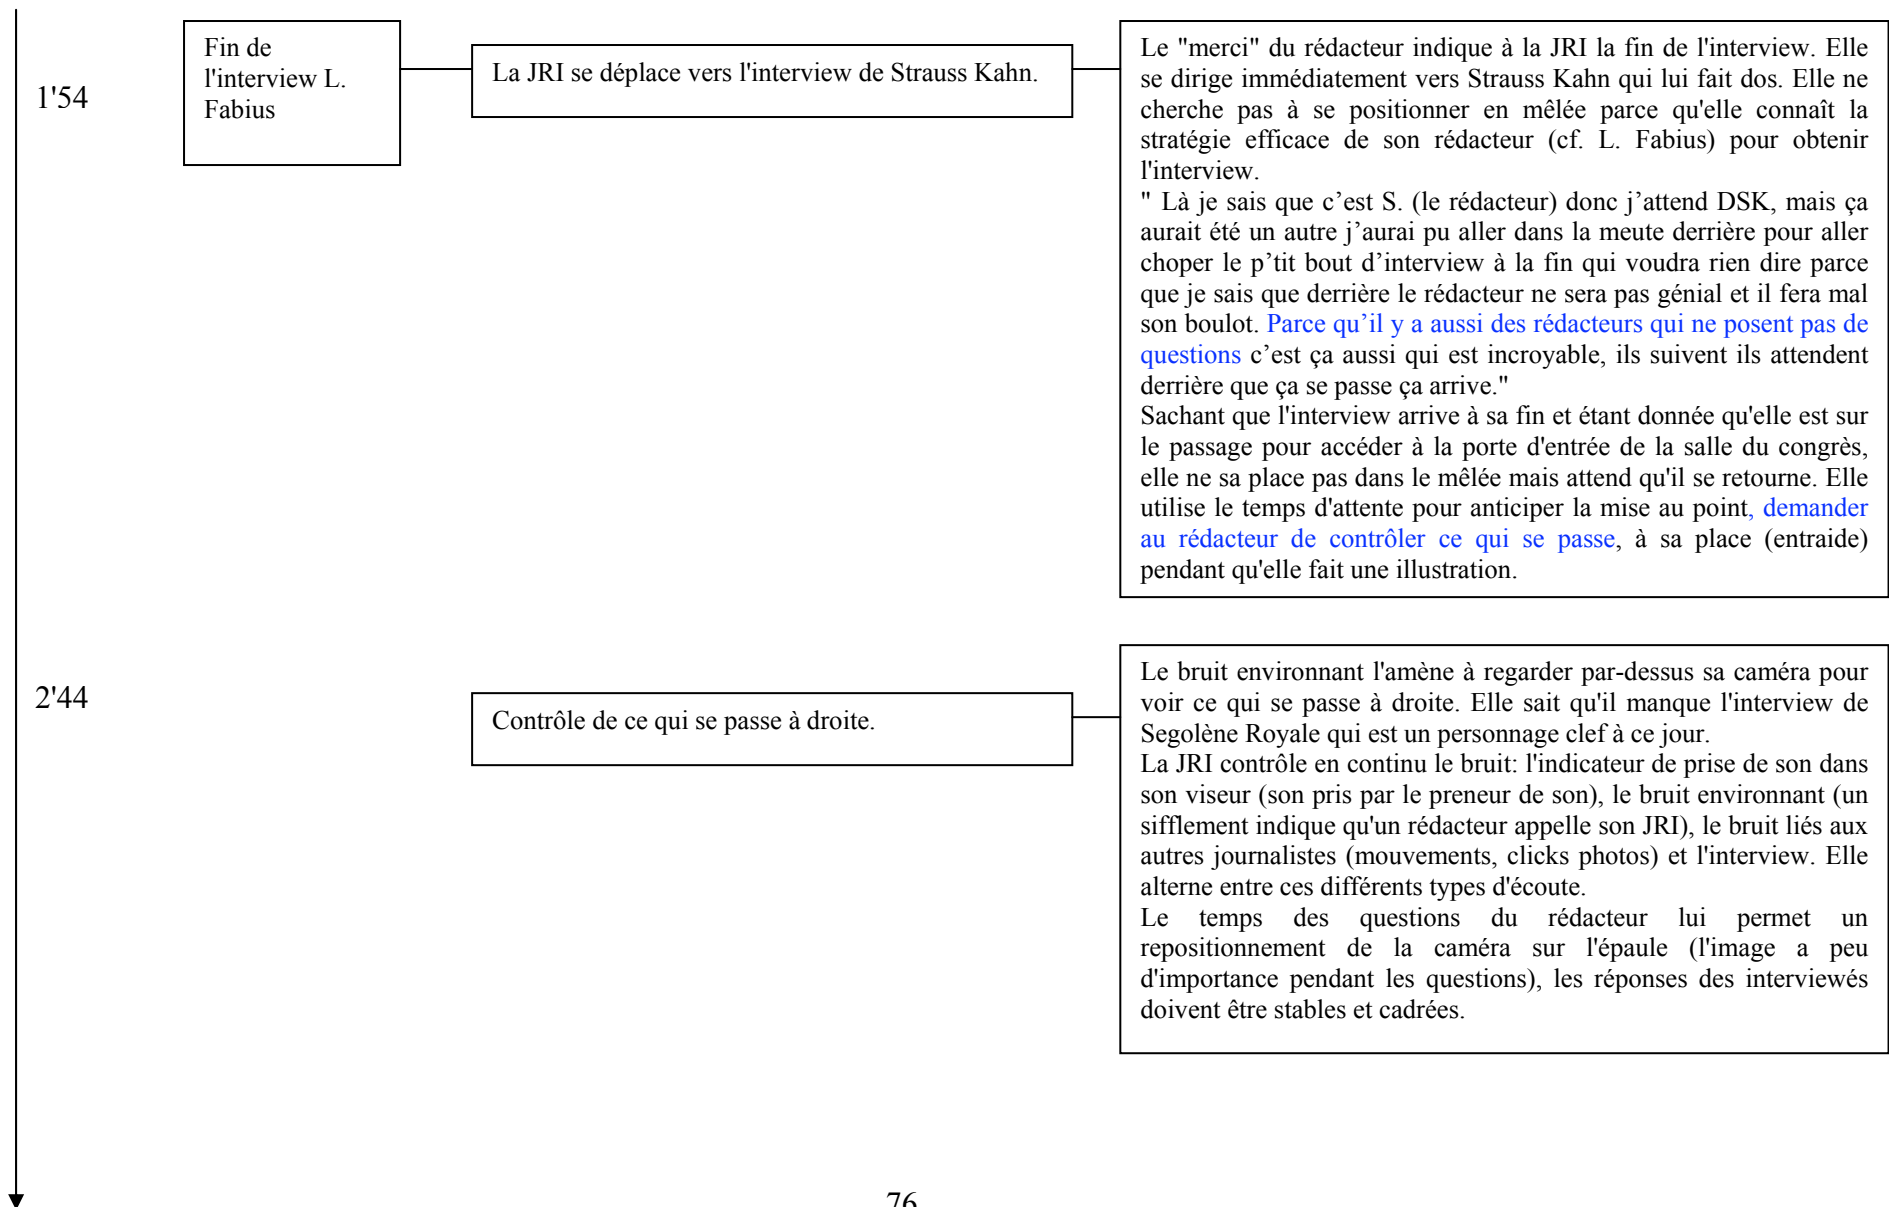 1'54
Fin de
l'interview L.
Fabius
La JRI se déplace vers l'interview de Strauss Kahn.
Le "merci" du rédacteur indique à la JRI la fin de l'interview. Elle
se dirige immédiatement vers Strauss Kahn qui lui fait dos. Elle ne
cherche pas à se positionner en mêlée parce qu'elle connaît la
stratégie efficace de son rédacteur (cf. L. Fabius) pour obtenir
l'interview.
" Là je sais que c’est S. (le rédacteur) donc j’attend DSK, mais ça
aurait été un autre j’aurai pu aller dans la meute derrière pour aller
choper le p’tit bout d’interview à la fin qui voudra rien dire parce
que je sais que derrière le rédacteur ne sera pas génial et il fera mal
son boulot. Parce qu’il y a aussi des rédacteurs qui ne posent pas de
questions c’est ça aussi qui est incroyable, ils suivent ils attendent
derrière que ça se passe ça arrive."
Sachant que l'interview arrive à sa fin et étant donnée qu'elle est sur
le passage pour accéder à la porte d'entrée de la salle du congrès,
elle ne sa place pas dans le mêlée mais attend qu'il se retourne. Elle
utilise le temps d'attente pour anticiper la mise au point, demander
au rédacteur de contrôler ce qui se passe, à sa place (entraide)
pendant qu'elle fait une illustration.
2'44
Contrôle de ce qui se passe à droite.
Le bruit environnant l'amène à regarder par-dessus sa caméra pour
voir ce qui se passe à droite. Elle sait qu'il manque l'interview de
Segolène Royale qui est un personnage clef à ce jour.
La JRI contrôle en continu le bruit: l'indicateur de prise de son dans
son viseur (son pris par le preneur de son), le bruit environnant (un
sifflement indique qu'un rédacteur appelle son JRI), le bruit liés aux
autres journalistes (mouvements, clicks photos) et l'interview. Elle
alterne entre ces différents types d'écoute.
Le temps des questions du rédacteur lui permet un
repositionnement de la caméra sur l'épaule (l'image a peu
d'importance pendant les questions), les réponses des interviewés
doivent être stables et cadrées.
76